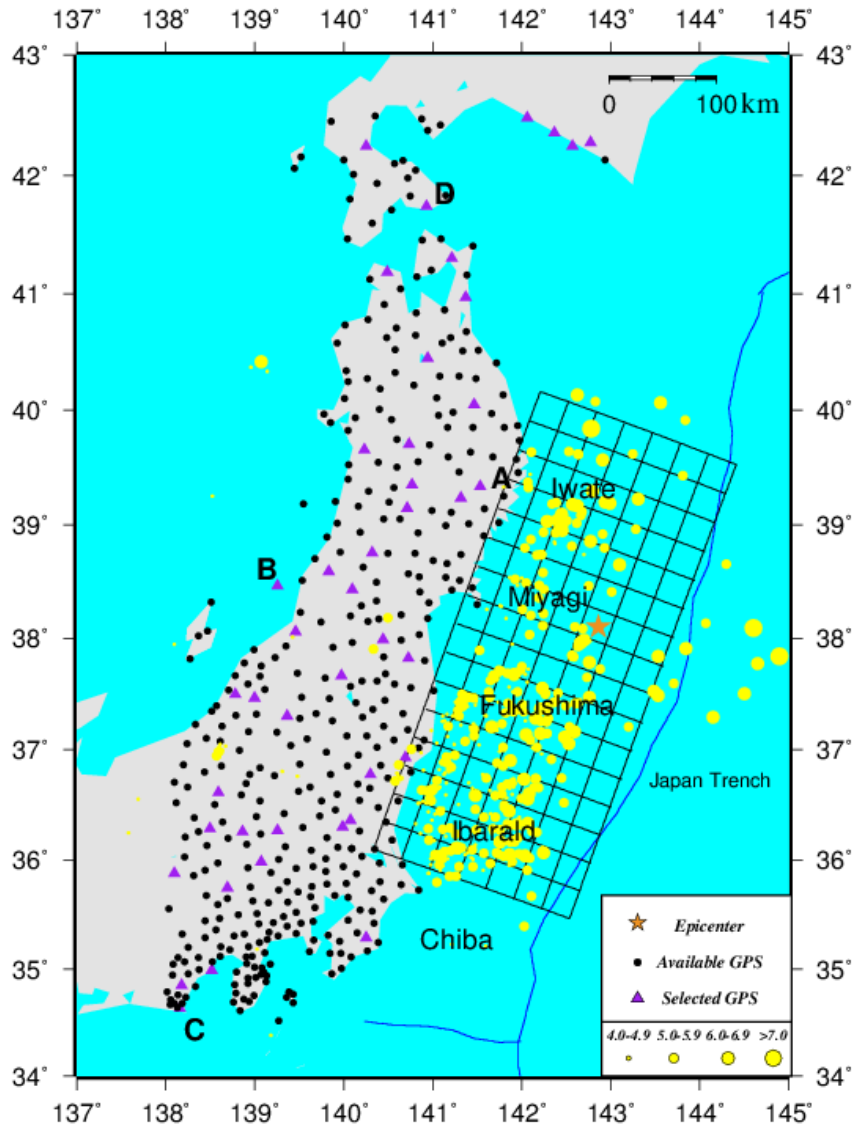 137˚ 138˚ 139˚ 140˚ 141˚ 142˚ 143˚ 144˚ 145˚
43˚ 43˚
0 100km
42˚ 42˚
D
41˚ 41˚
40˚ 40˚
A
Iwate
39˚ 39˚
B
Miyagi
38˚ 38˚
Fukushima
37˚ 37˚
Japan Trench
Ibarald
36˚ 36˚
Chiba
Epicenter
Available GPS
Selected GPS
35˚ 35˚
C
4.0-4.9 5.0-5.9 6.0-6.9 >7.0
34˚ 34˚
137˚ 138˚ 139˚ 140˚ 141˚ 142˚ 143˚ 144˚ 145˚